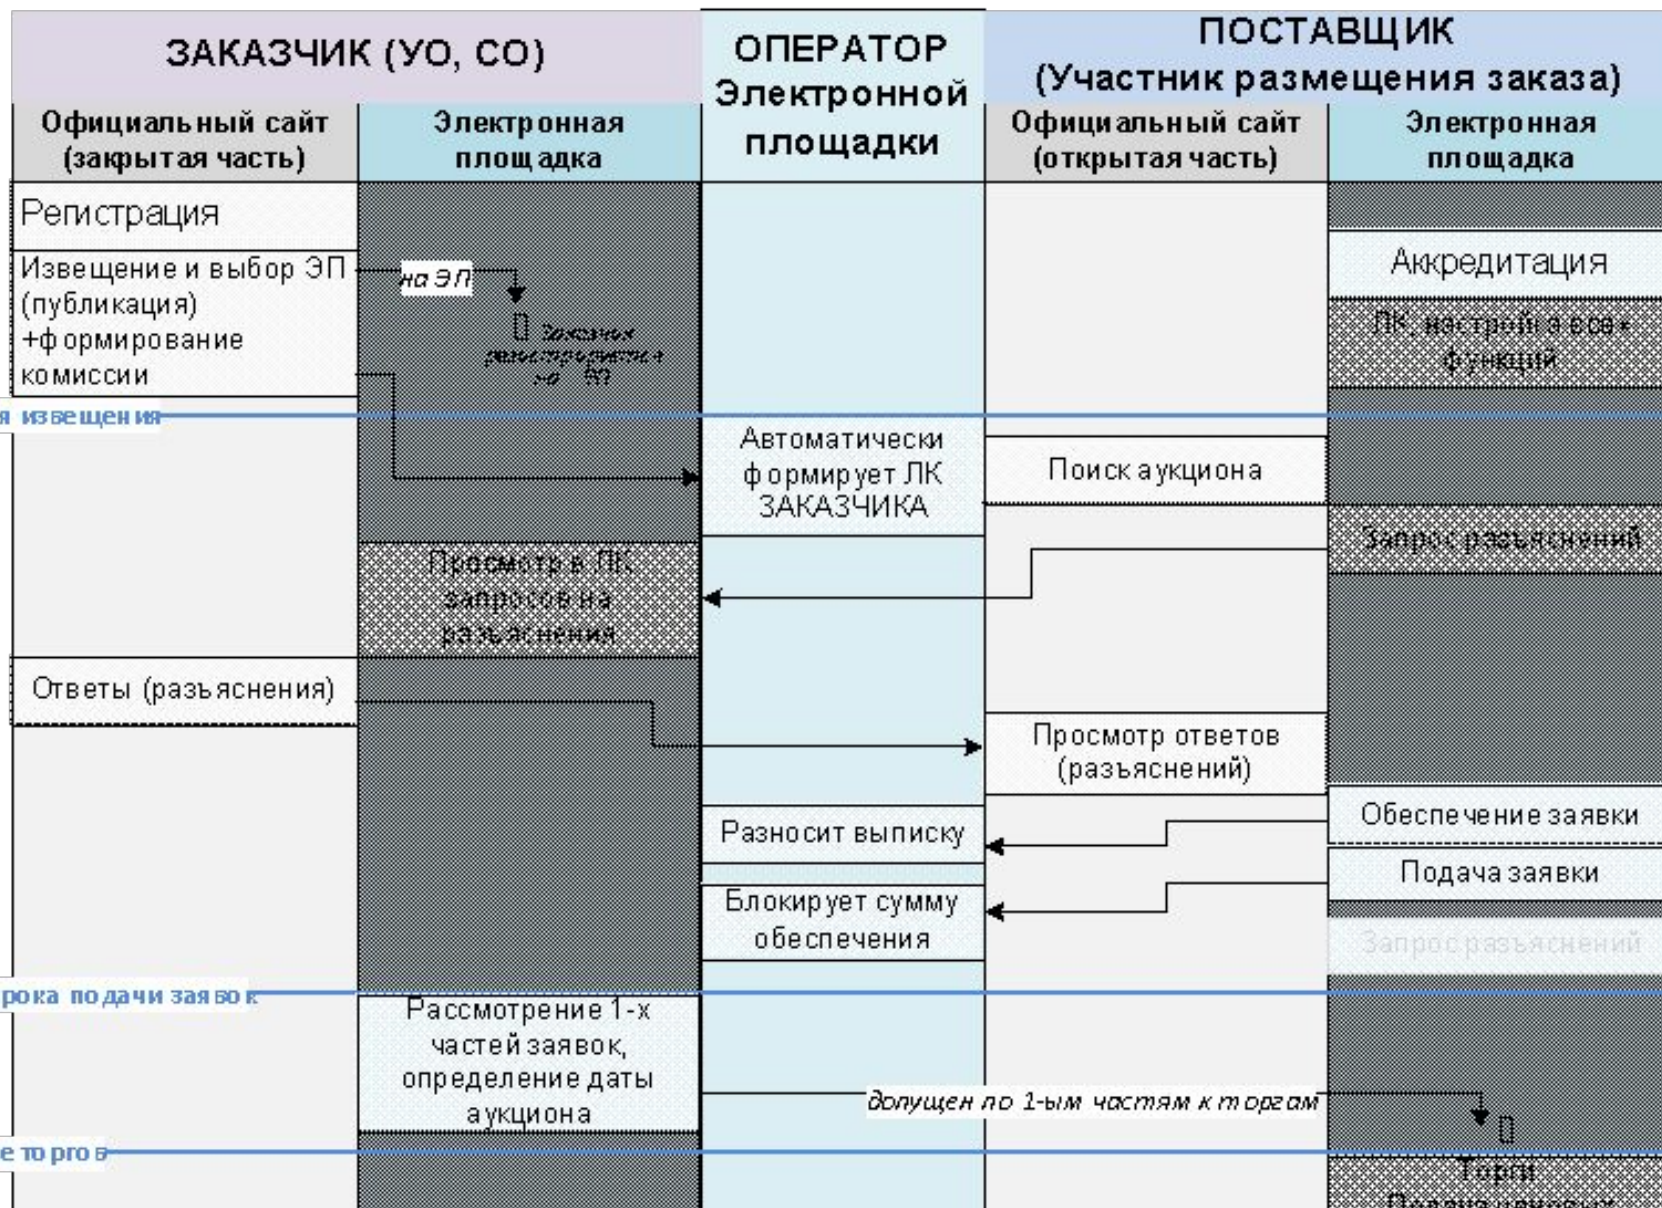 ЗАКАЗЧИК (УО, СО)
ОПЕРАТОР
Электронной
площадки
ПОСТАВЩИК
(Участник размещения заказа)
Официальный сайт
(закрытая часть)
Электронная
площадка
Официальный сайт
(открытая часть)
Электронная
площадка
Регистрация
Извещение и выбор ЭП
(публикация)
+формирование
комиссии
на ЭП
Заказчик
Аккредитация
ЛК, настройка всех
функций
я извещения
Автоматически
формирует ЛК
ЗАКАЗЧИКА
Поиск аукциона
Запрос разъяснений
Просмотр в ЛК
запросов на
разъяснения
Ответы (разъяснения)
Просмотр ответов
(разъяснений)
Обеспечение заявки
Разносит выписку
Подача заявки
Блокирует сумму
обеспечения
Запрос разъяснений
рока подачи заявок
Рассмотрение 1-х
частей заявок,
определение даты
аукциона
допущен по 1-ым частям к торгам
е торгов
Торги
Подача ценовых